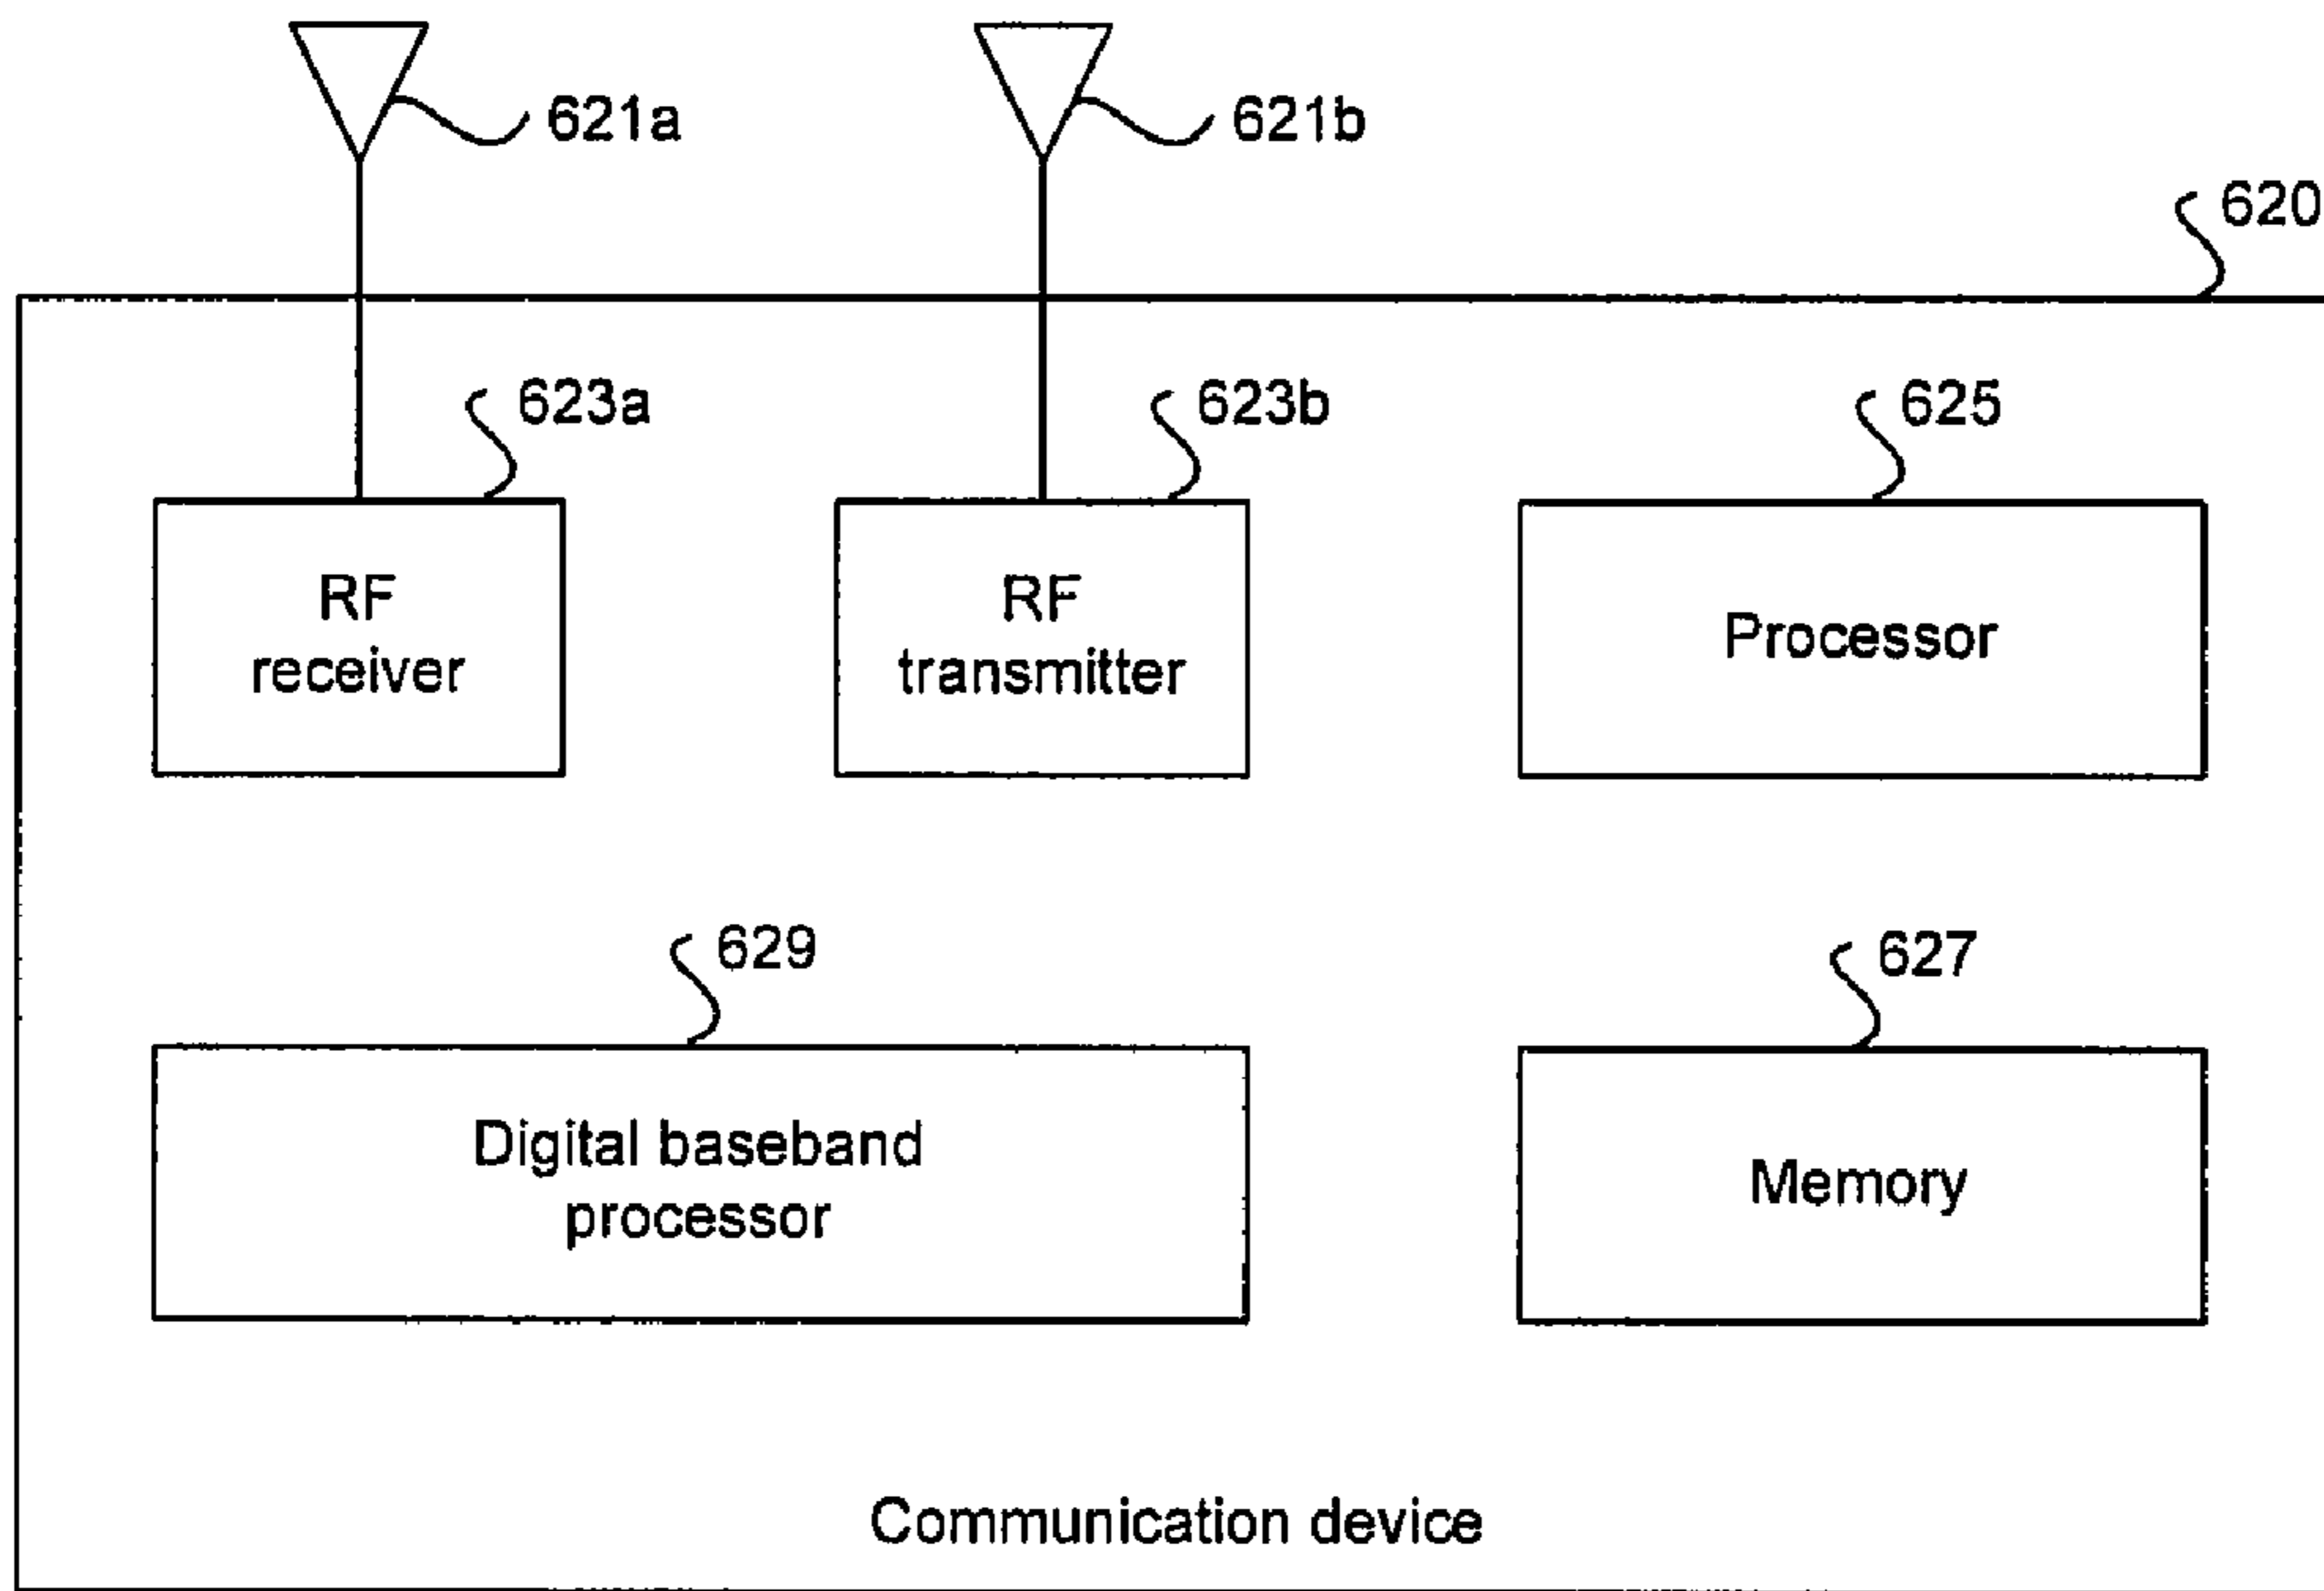 621a
621b
620
623a
623b
625
RF
receiver
RF
transmitter
Processor
629
627
Digital baseband
processor
Memory
Communication device